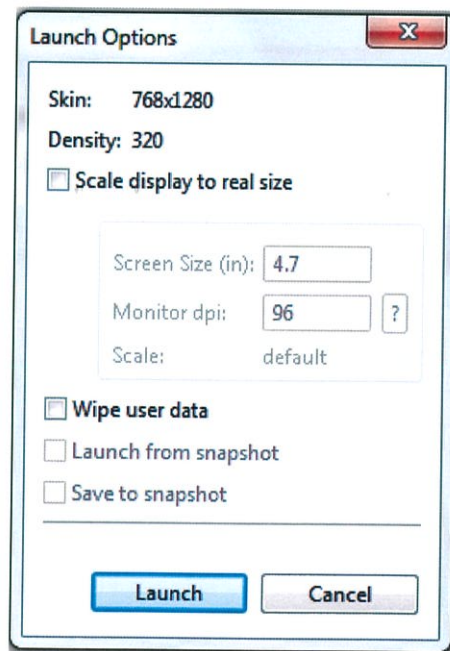 Launch Options
Skin: 768x1280
Density: 320
Scale display to real size
Screen Size (in): 4.7
Monitor dpi: 96 ?
Scale: default
Wipe user data
Launch from snapshot
Save to snapshot
Launch Cancel